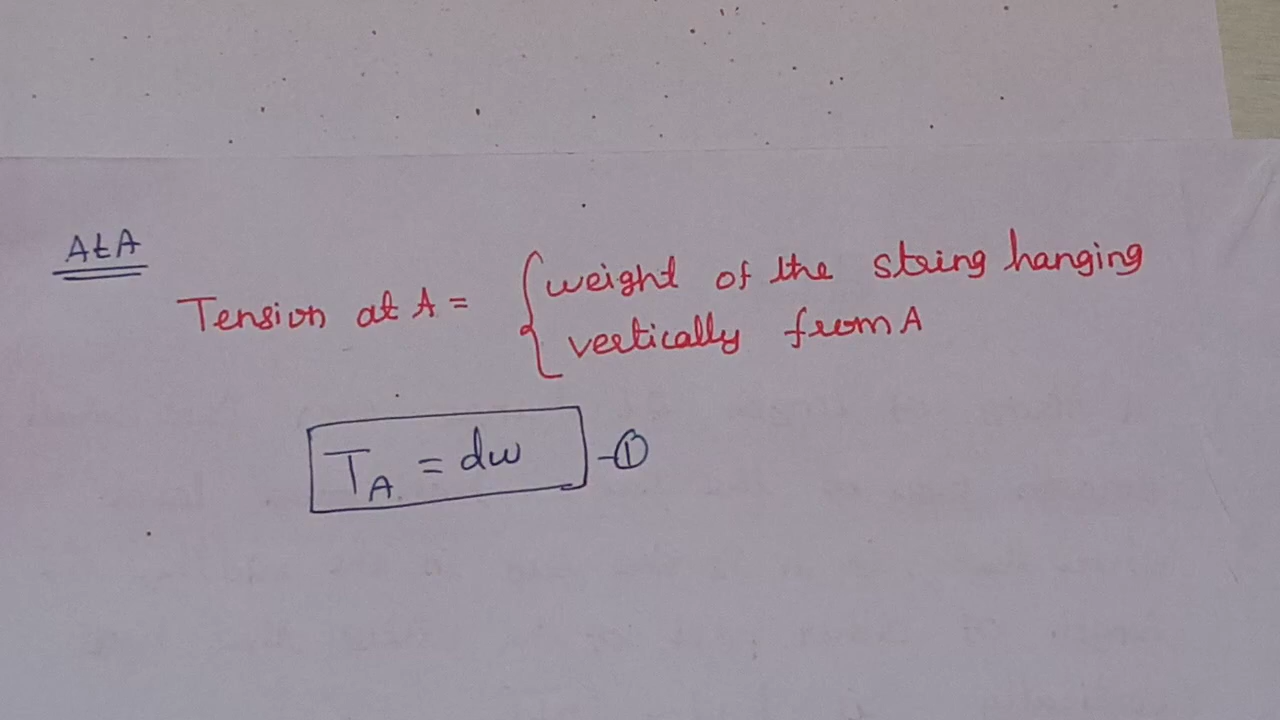 At A
Tension at A = { weight of the string hanging
vertically from A
T_A = dw -①